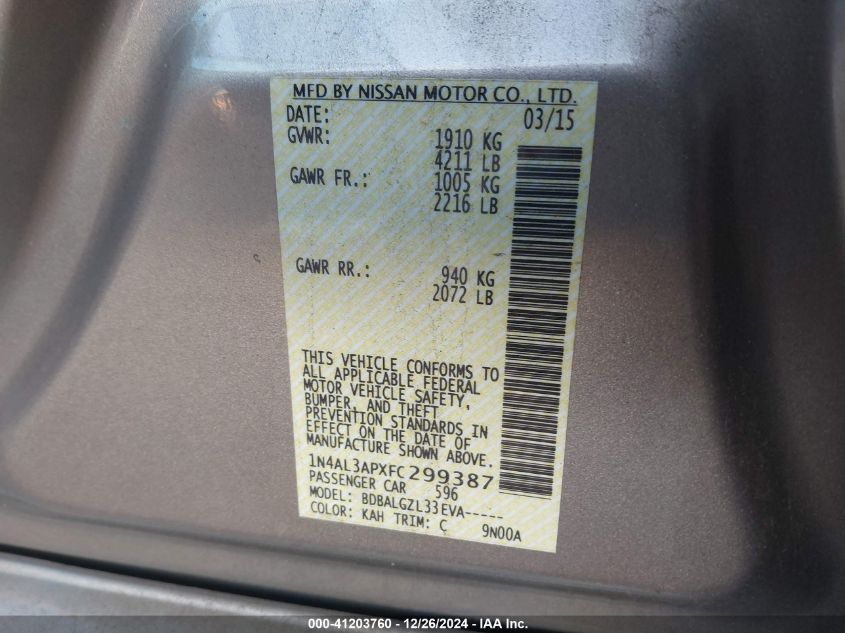 MFD BY NISSAN MOTOR CO., LTD.
DATE: 03/15
GVWR: 1910 KG
4211 LB
GAWR FR.: 1005 KG
2216 LB
GAWR RR.: 940 KG
2072 LB
THIS VEHICLE CONFORMS TO
ALL APPLICABLE FEDERAL
MOTOR VEHICLE SAFETY,
BUMPER, AND THEFT
PREVENTION STANDARDS IN
EFFECT ON THE DATE OF
MANUFACTURE SHOWN ABOVE.
1N4AL3APXFC299387
PASSENGER CAR 596
MODEL: BDBALGZL33EVA-----
COLOR: KAH TRIM: C 9N00A
000-41203760 - 12/26/2024 - IAA Inc.